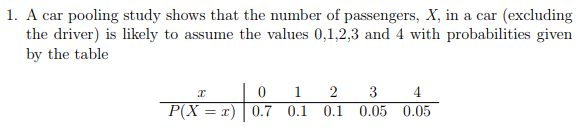 1. A car pooling study shows that the number of passengers, X, in a car (excluding
the driver) is likely to assume the values 0,1,2,3 and 4 with probabilities given
by the table
x 0 1 2 3 4
P(X = x) 0.7 0.1 0.1 0.05 0.05